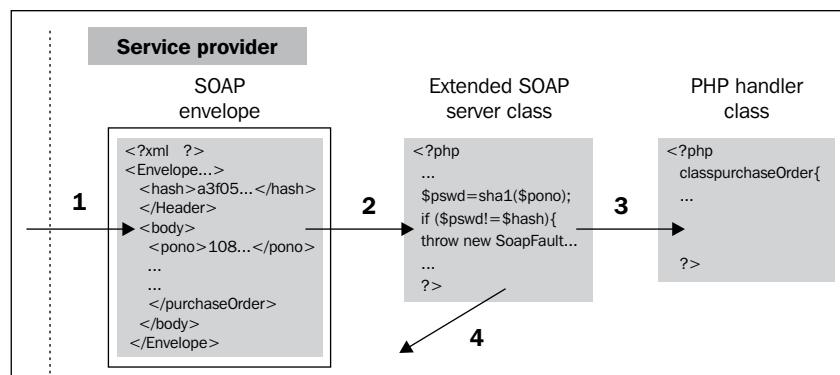 Service provider
SOAP
envelope
<?xml ?>
<Envelope...>
<hash>a3f05...</hash>
</Header>
<body>
<pono>108...</pono>
...
...
</purchaseOrder>
</body>
</Envelope>
Extended SOAP
server class
<?php
...
$pswd=sha1($pono);
if ($pswd!=$hash){
throw new SoapFault...
...
?>
PHP handler
class
<?php
classpurchaseOrder{
...
?>
1
2
3
4